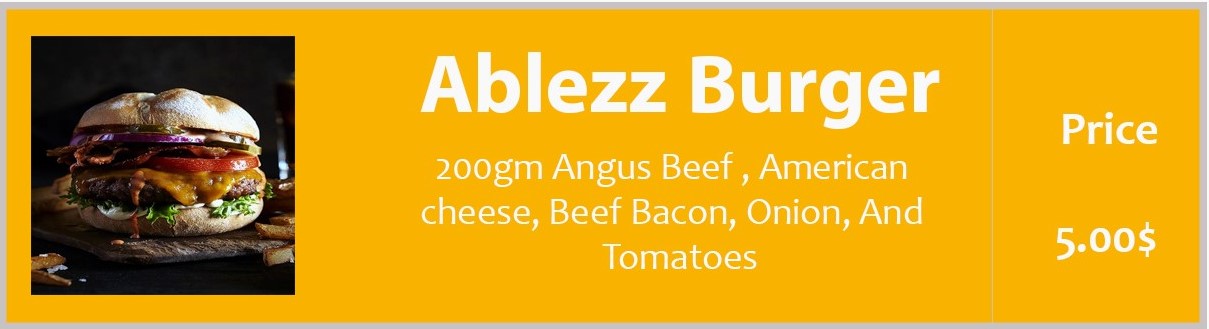 Ablezz Burger
200gm Angus Beef , American
cheese, Beef Bacon, Onion, And
Tomatoes
Price
5.00$